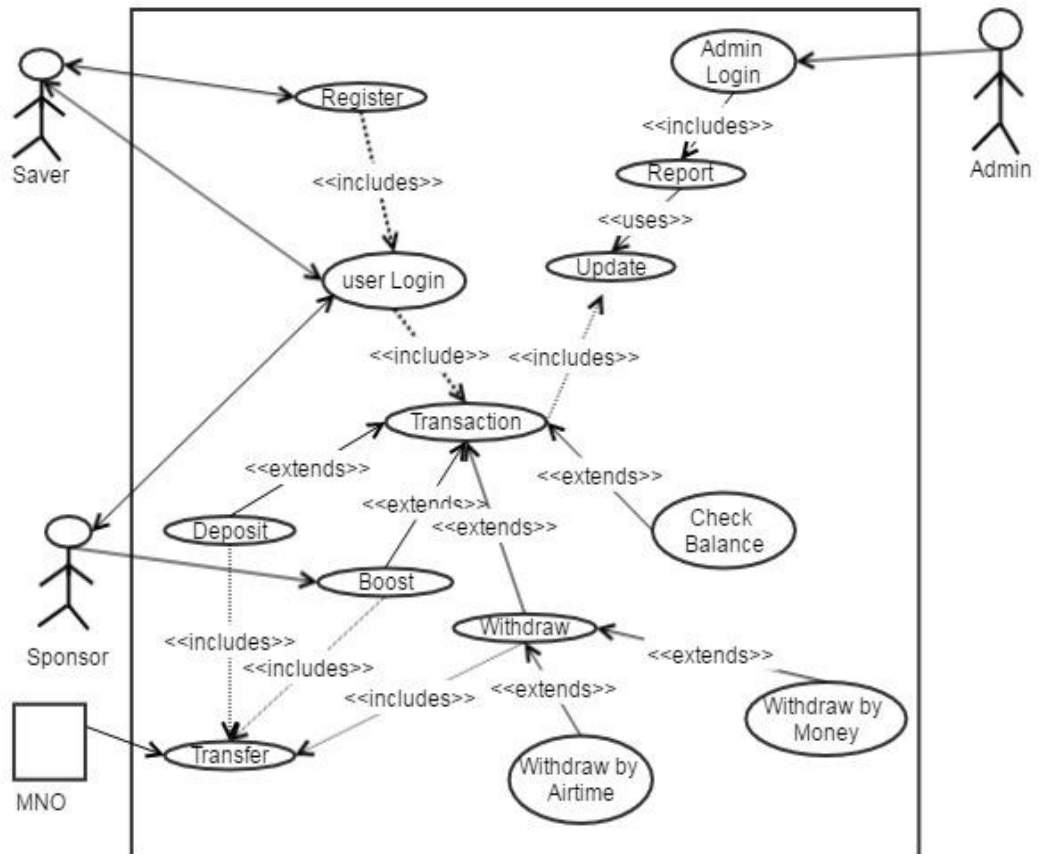 Admin
Login
Register
<<includes>>
Saver
Report
Admin
<<includes>>
<<uses>>
user Login
Update
<<include>>
<<includes>>
Transaction
<<extends>>
<<extends>>
<<extends>>
<<extends>>
Deposit
Check
Balance
Boost
Withdraw
<<includes>>
Sponsor
<<includes>>
<<extends>>
<<includes>>
<<extends>>
Withdraw by
Money
Transfer
Withdraw by
Airtime
MNO